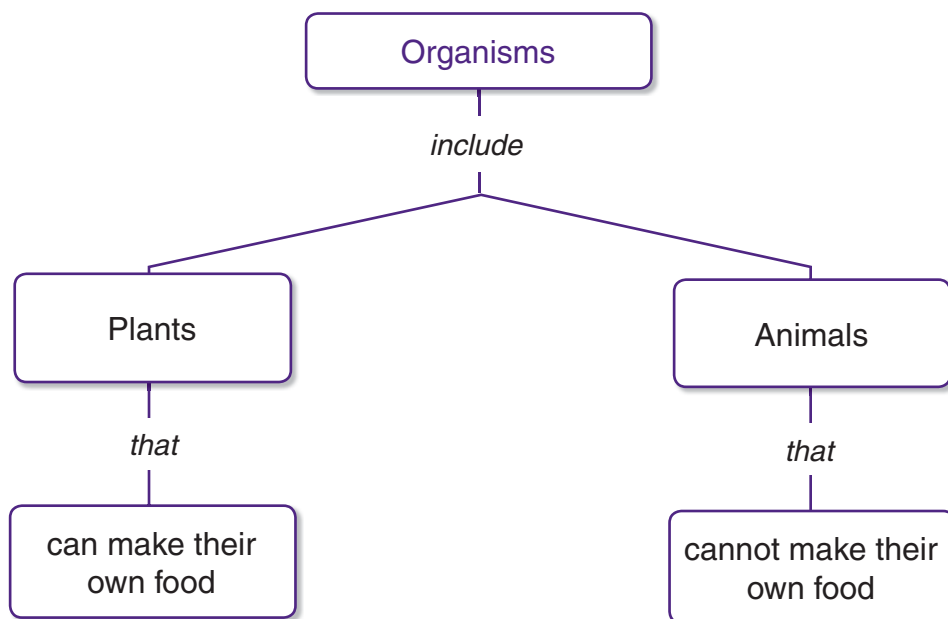 Organisms
include
Plants
Animals
that
that
can make their
own food
cannot make their
own food